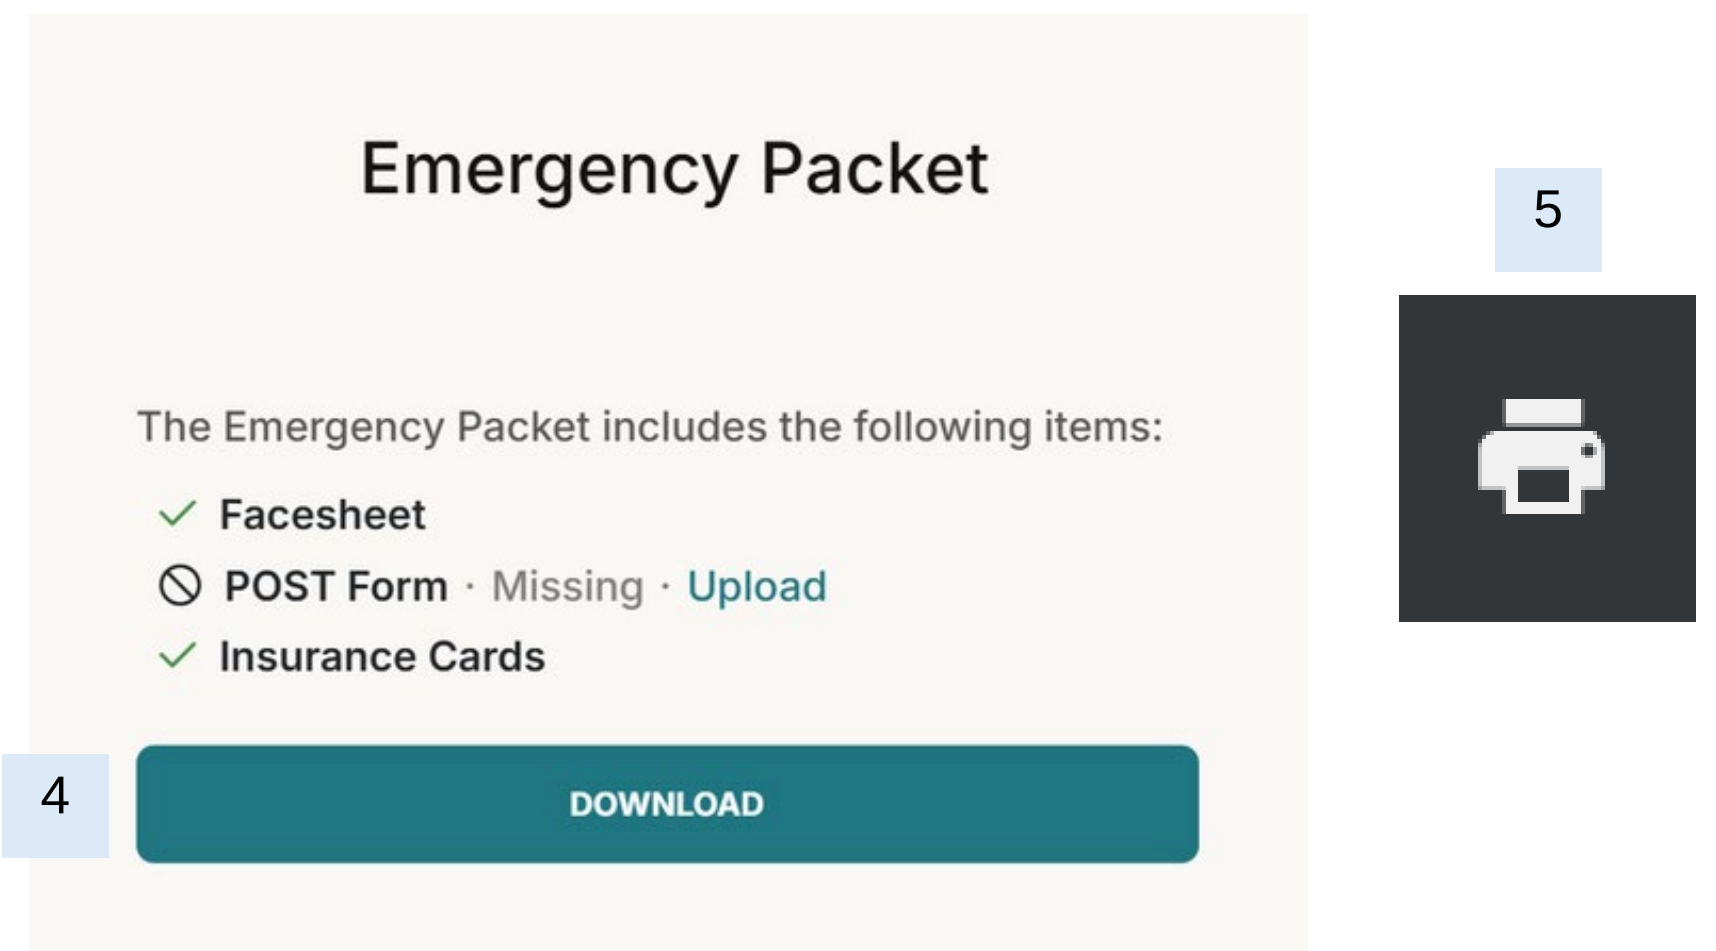 Emergency Packet
5
The Emergency Packet includes the following items:
Facesheet
POST Form · Missing · Upload
Insurance Cards
4
DOWNLOAD